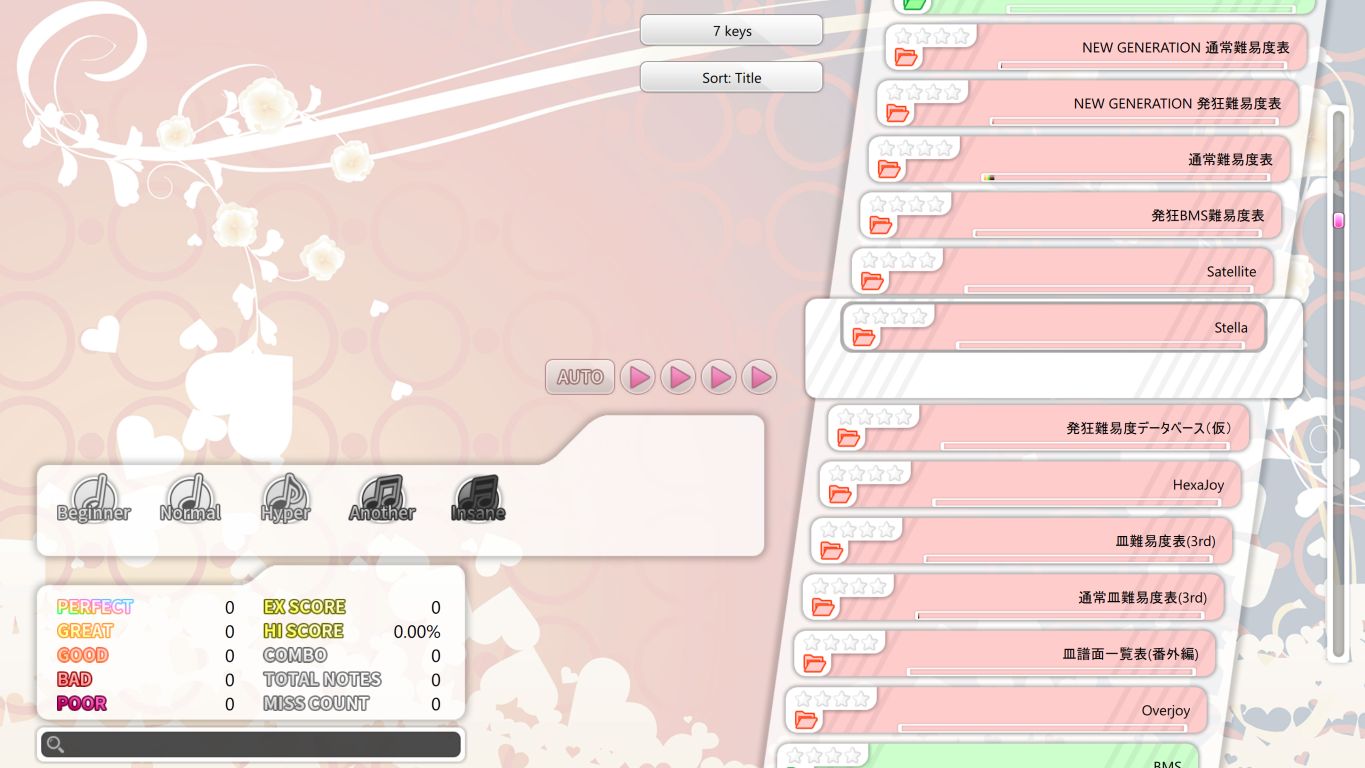 7 keys
Sort: Title
NEW GENERATION 通常難易度表
NEW GENERATION 発狂難易度表
通常難易度表
発狂BMS難易度表
Satellite
Stella
発狂難易度データベース(仮)
HexaJoy
皿難易度表(3rd)
通常皿難易度表(3rd)
皿譜面一覧表(番外編)
Overjoy
BMS
AUTO
Beginner Normal Hyper Another Insane
PERFECT 0 EX SCORE 0
GREAT 0 HI SCORE 0.00%
GOOD 0 COMBO 0
BAD 0 TOTAL NOTES 0
POOR 0 MISS COUNT 0